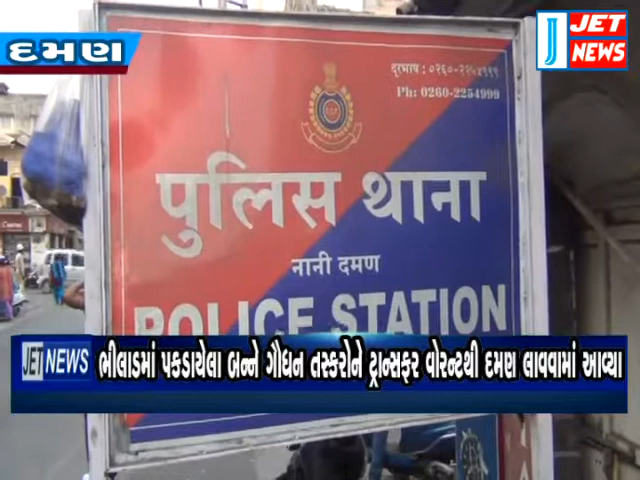 દમણ
JET
NEWS
दूरभाष : ०२६०-२२५४९९९
Ph: 0260-2254999
पुलिस थाना
નાની દમણ
POLICE STATION
JET NEWS ભીલાડમાં પકડાયેલા બન્ને ગૌધન તસ્કરોને ટ્રાન્સફર વોરન્ટથી દમણ લાવવામાં આવ્યા